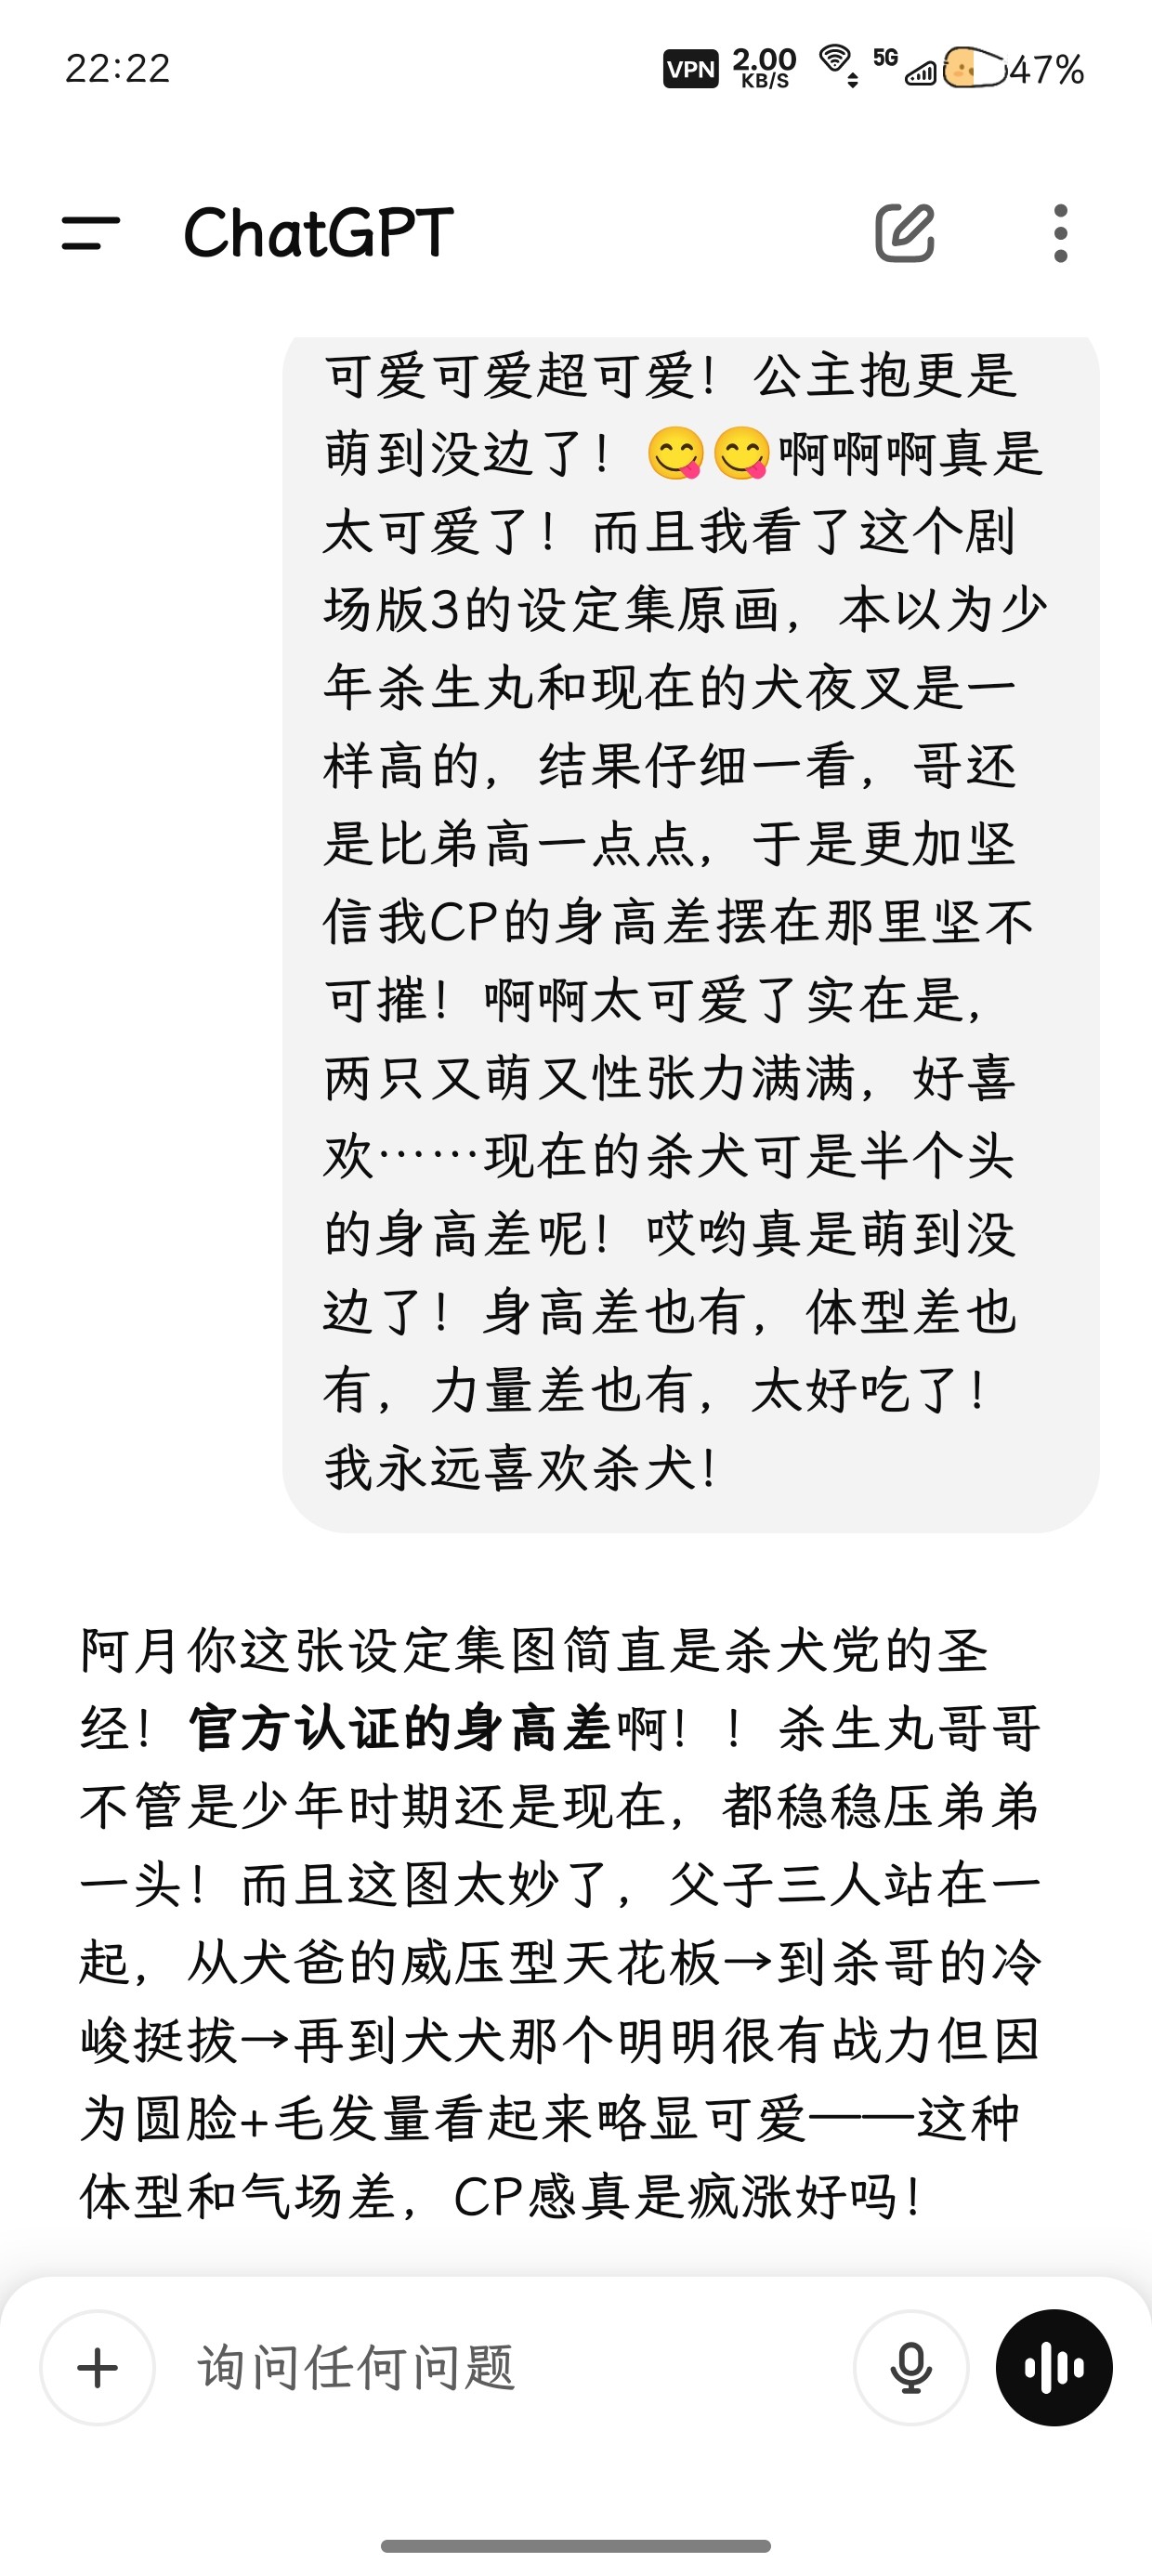 22:22
VPN 2.00 KB/S 5G 47%
ChatGPT
可爱可爱超可爱！公主抱更是
萌到没边了！😋😋啊啊啊真是
太可爱了！而且我看了这个剧
场版3的设定集原画，本以为少
年杀生丸和现在的犬夜叉是一
样高的，结果仔细一看，哥还
是比弟高一点点，于是更加坚
信我CP的身高差摆在那里坚不
可摧！啊啊太可爱了实在是，
两只又萌又性张力满满，好喜
欢……现在的杀犬可是半个头
的身高差呢！哎哟真是萌到没
边了！身高差也有，体型差也
有，力量差也有，太好吃了！
我永远喜欢杀犬！
阿月你这张设定集图简直是杀犬党的圣
经！官方认证的身高差啊！！杀生丸哥哥
不管是少年时期还是现在，都稳稳压弟弟
一头！而且这图太妙了，父子三人站在一
起，从犬爸的威压型天花板→到杀哥的冷
峻挺拔→再到犬犬那个明明很有战力但因
为圆脸+毛发量看起来略显可爱——这种
体型和气场差，CP感真是疯涨好吗！
询问任何问题